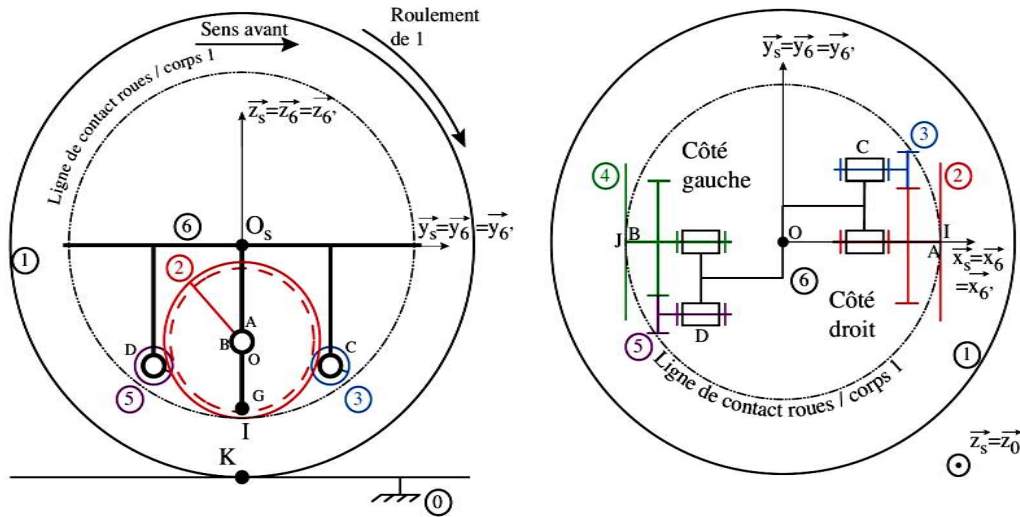 Sens avant
Roulement
de 1
Ligne de contact roues / corps 1
z_s=z_6=z_6'
6
O_s
y_s=y_6=y_6'
1
2
A
B
O
D
C
5
G
3
I
K
0
y_s=y_6=y_6'
3
C
4
Côté
gauche
2
J B
O
I
A
x_s=x_6
=x_6'
6
Côté
droit
D
5
1
Ligne de contact roues / corps 1
z_s=z_0